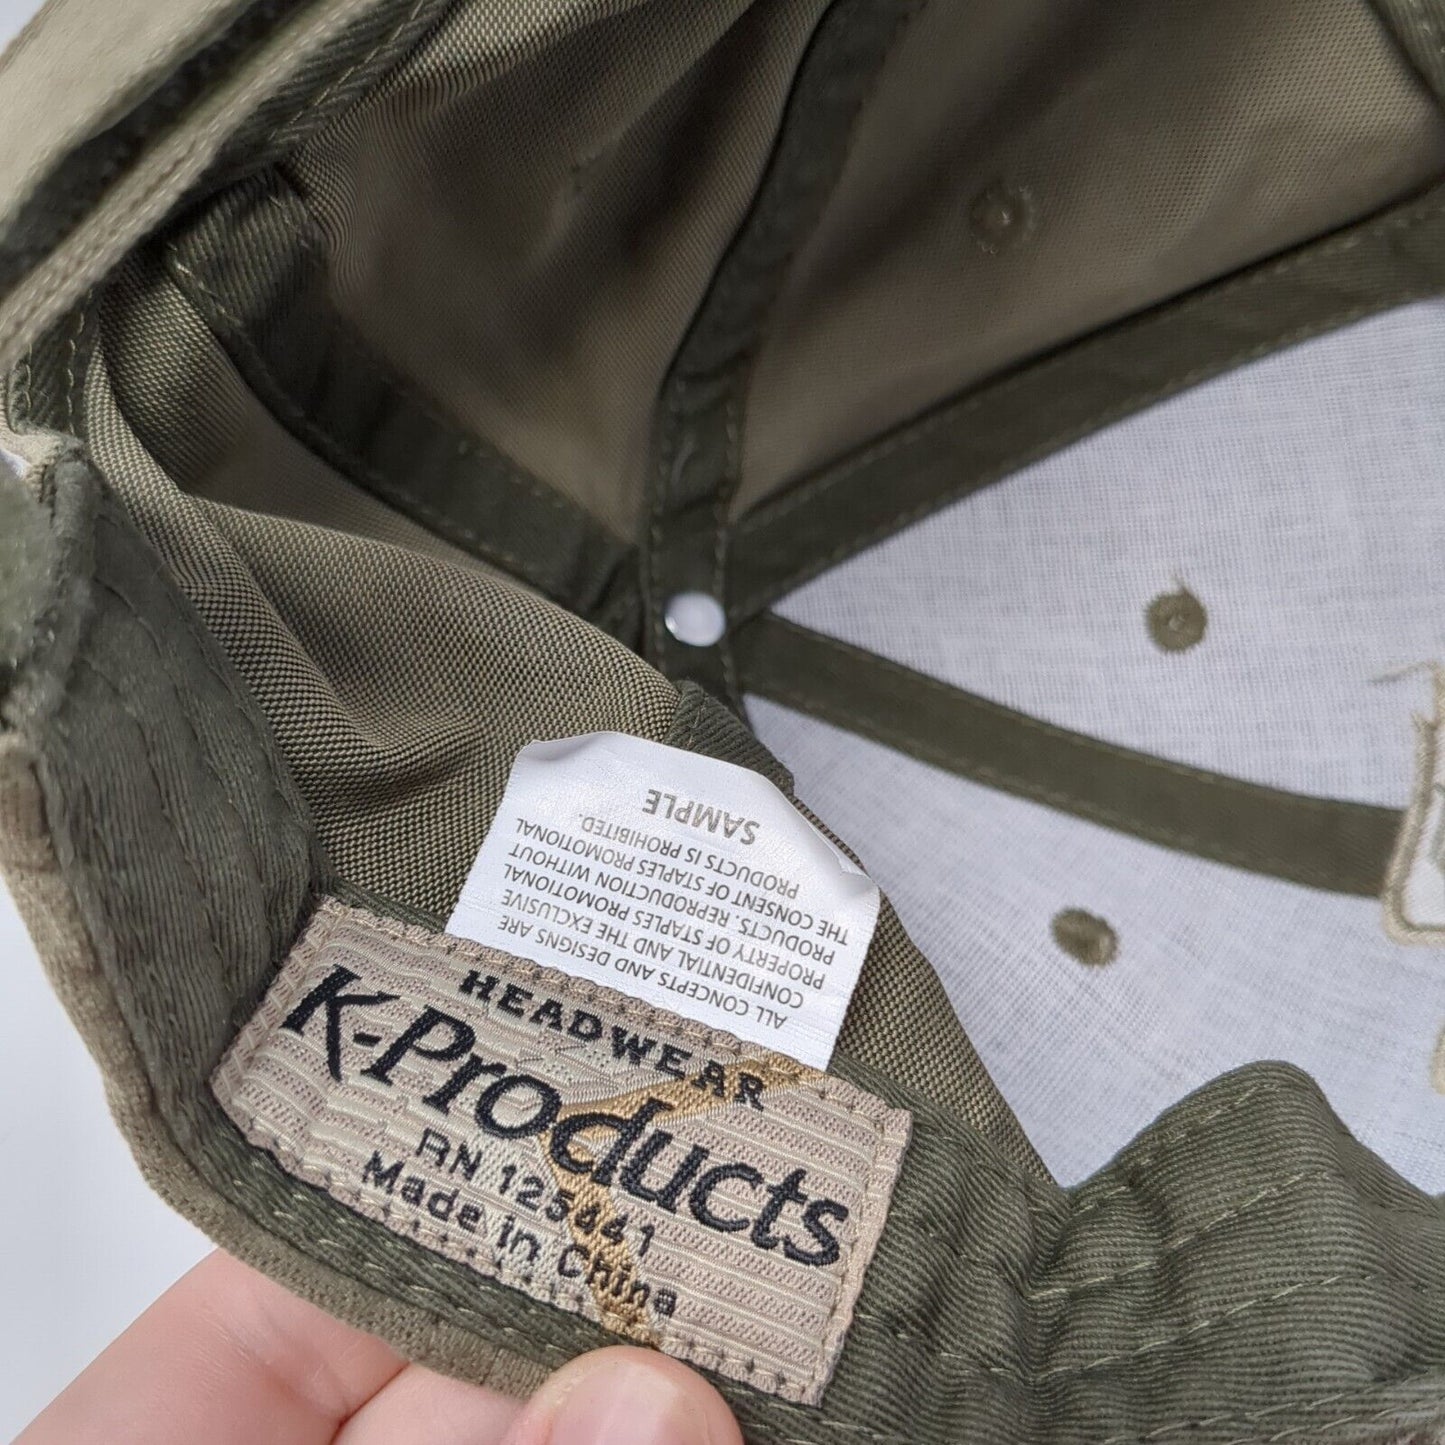 HEADWEAR
K-Products
RN 125441
Made in China
ALL CONCEPTS AND DESIGNS ARE
CONFIDENTIAL AND THE EXCLUSIVE
PROPERTY OF STAPLES PROMOTIONAL
PRODUCTS. REPRODUCTION WITHOUT
THE CONSENT OF STAPLES PROMOTIONAL
PRODUCTS IS PROHIBITED.
SAMPLE